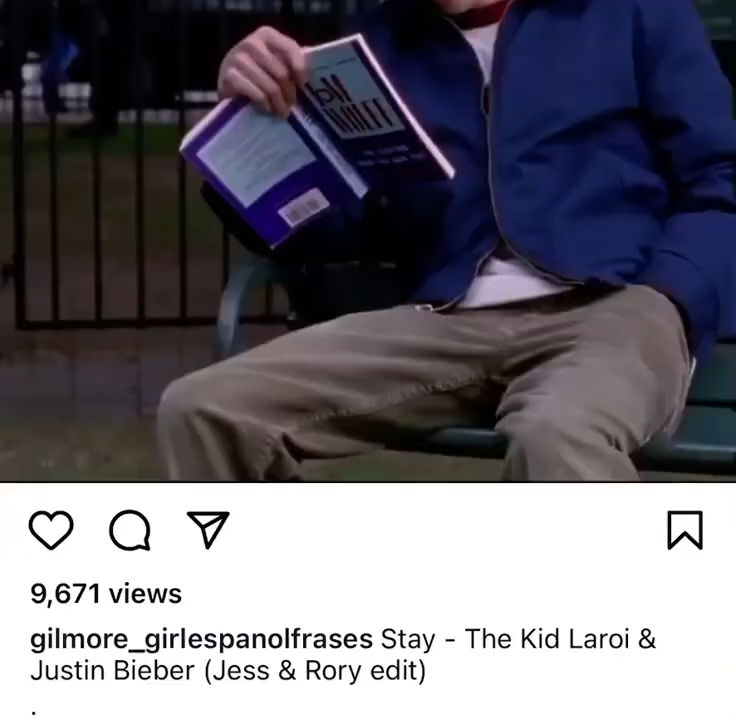 9,671 views
gilmore_girlespanolfrases Stay - The Kid Laroi &
Justin Bieber (Jess & Rory edit)
.